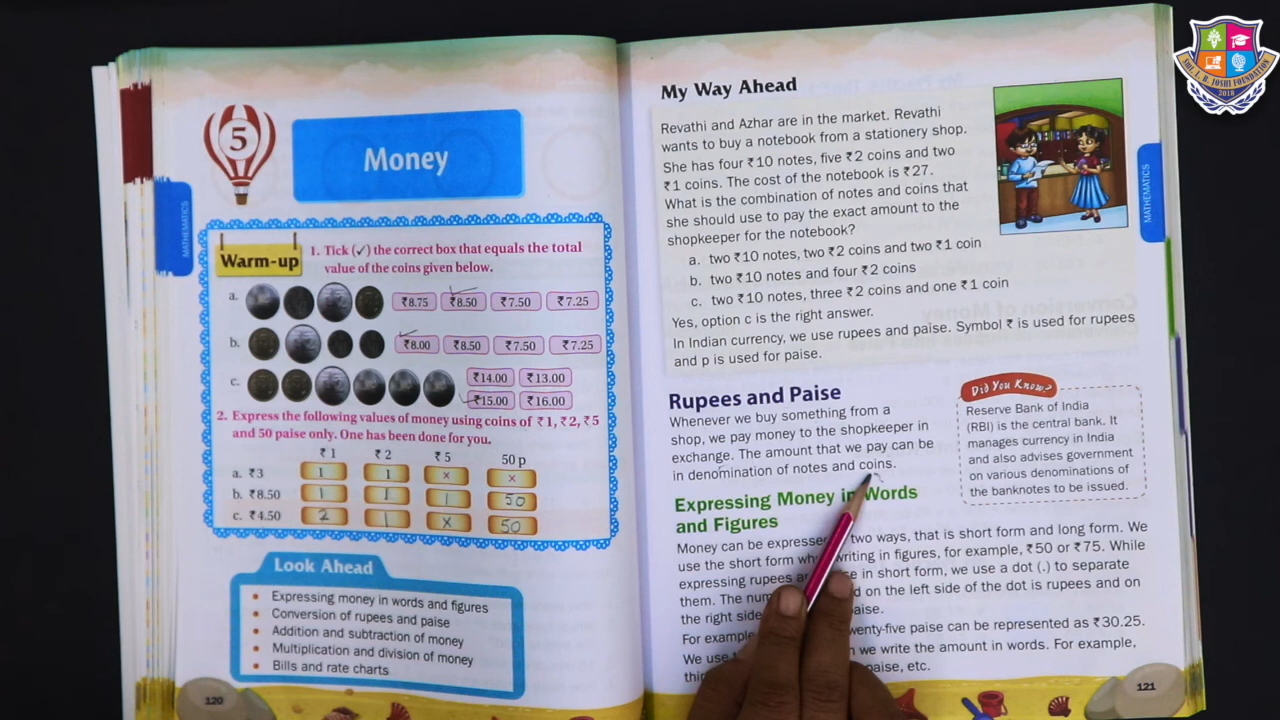 5
Money
MATHEMATICS
Warm-up
1. Tick (✓) the correct box that equals the total
value of the coins given below.
a. ₹8.75 ₹8.50 ₹7.50 ₹7.25
b. ₹8.00 ₹8.50 ₹7.50 ₹7.25
c. ₹14.00 ₹13.00
₹15.00 ₹16.00
2. Express the following values of money using coins of ₹1, ₹2, ₹5
and 50 paise only. One has been done for you.
₹1 ₹2 ₹5 50 p
a. ₹3 1 1 × ×
b. ₹8.50 1 1 1 50
c. ₹4.50 2 1 × 50
Look Ahead
• Expressing money in words and figures
• Conversion of rupees and paise
• Addition and subtraction of money
• Multiplication and division of money
• Bills and rate charts
120
My Way Ahead
Revathi and Azhar are in the market. Revathi
wants to buy a notebook from a stationery shop.
She has four ₹10 notes, five ₹2 coins and two
₹1 coins. The cost of the notebook is ₹27.
What is the combination of notes and coins that
she should use to pay the exact amount to the
shopkeeper for the notebook?
a. two ₹10 notes, two ₹2 coins and two ₹1 coin
b. two ₹10 notes and four ₹2 coins
c. two ₹10 notes, three ₹2 coins and one ₹1 coin
Yes, option c is the right answer.
In Indian currency, we use rupees and paise. Symbol ₹ is used for rupees
and p is used for paise.
Rupees and Paise
Whenever we buy something from a
shop, we pay money to the shopkeeper in
exchange. The amount that we pay can be
in denomination of notes and coins.
Did You Know?
Reserve Bank of India
(RBI) is the central bank. It
manages currency in India
and also advises government
on various denominations of
the banknotes to be issued.
Expressing Money in Words
and Figures
Money can be expressed two ways, that is short form and long form. We
use the short form writing in figures, for example, ₹50 or ₹75. While
expressing rupees in short form, we use a dot (.) to separate
them. The on the left side of the dot is rupees and on
the right side paise.
For example twenty-five paise can be represented as ₹30.25.
We use we write the amount in words. For example,
paise, etc.
MATHEMATICS
121
SHE. L. B. JOSHI FOUNDATION
2018